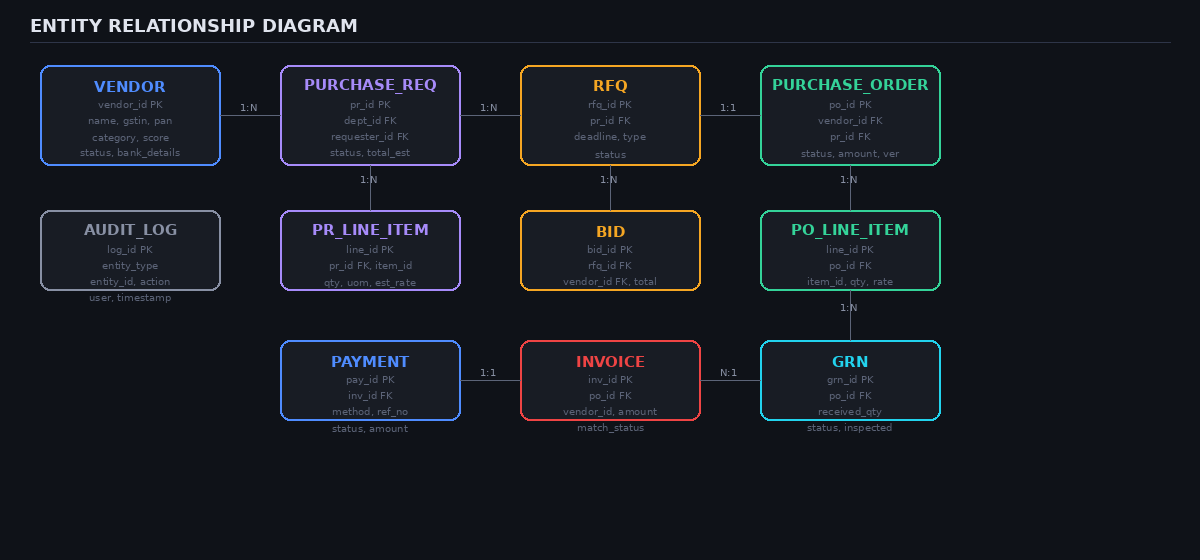 ENTITY RELATIONSHIP DIAGRAM
VENDOR
vendor_id PK
name, gstin, pan
category, score
status, bank_details
1:N
PURCHASE_REQ
pr_id PK
dept_id FK
requester_id FK
status, total_est
1:N
RFQ
rfq_id PK
pr_id FK
deadline, type
status
1:1
PURCHASE_ORDER
po_id PK
vendor_id FK
pr_id FK
status, amount, ver
1:N
1:N
1:N
AUDIT_LOG
log_id PK
entity_type
entity_id, action
user, timestamp
PR_LINE_ITEM
line_id PK
pr_id FK, item_id
qty, uom, est_rate
BID
bid_id PK
rfq_id FK
vendor_id FK, total
PO_LINE_ITEM
line_id PK
po_id FK
item_id, qty, rate
1:N
PAYMENT
pay_id PK
inv_id FK
method, ref_no
status, amount
1:1
INVOICE
inv_id PK
po_id FK
vendor_id, amount
match_status
N:1
GRN
grn_id PK
po_id FK
received_qty
status, inspected